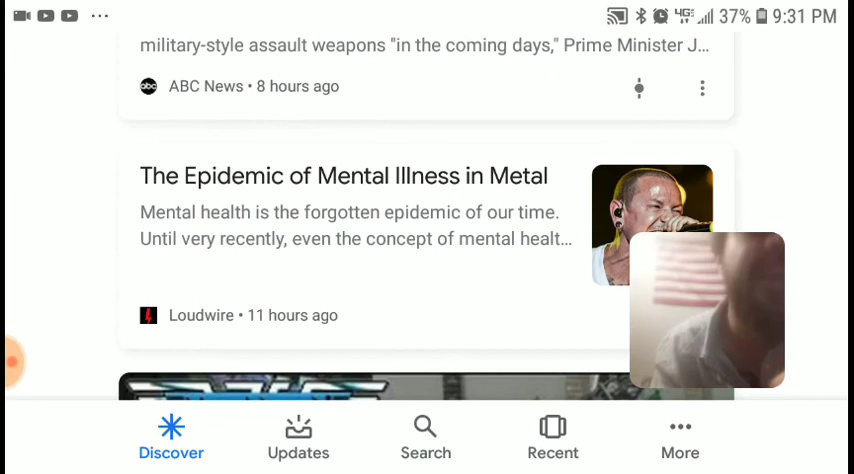 4G 37% 9:31 PM
military-style assault weapons "in the coming days," Prime Minister J...
abc ABC News • 8 hours ago
The Epidemic of Mental Illness in Metal
Mental health is the forgotten epidemic of our time.
Until very recently, even the concept of mental healt...
Loudwire • 11 hours ago
Discover Updates Search Recent More